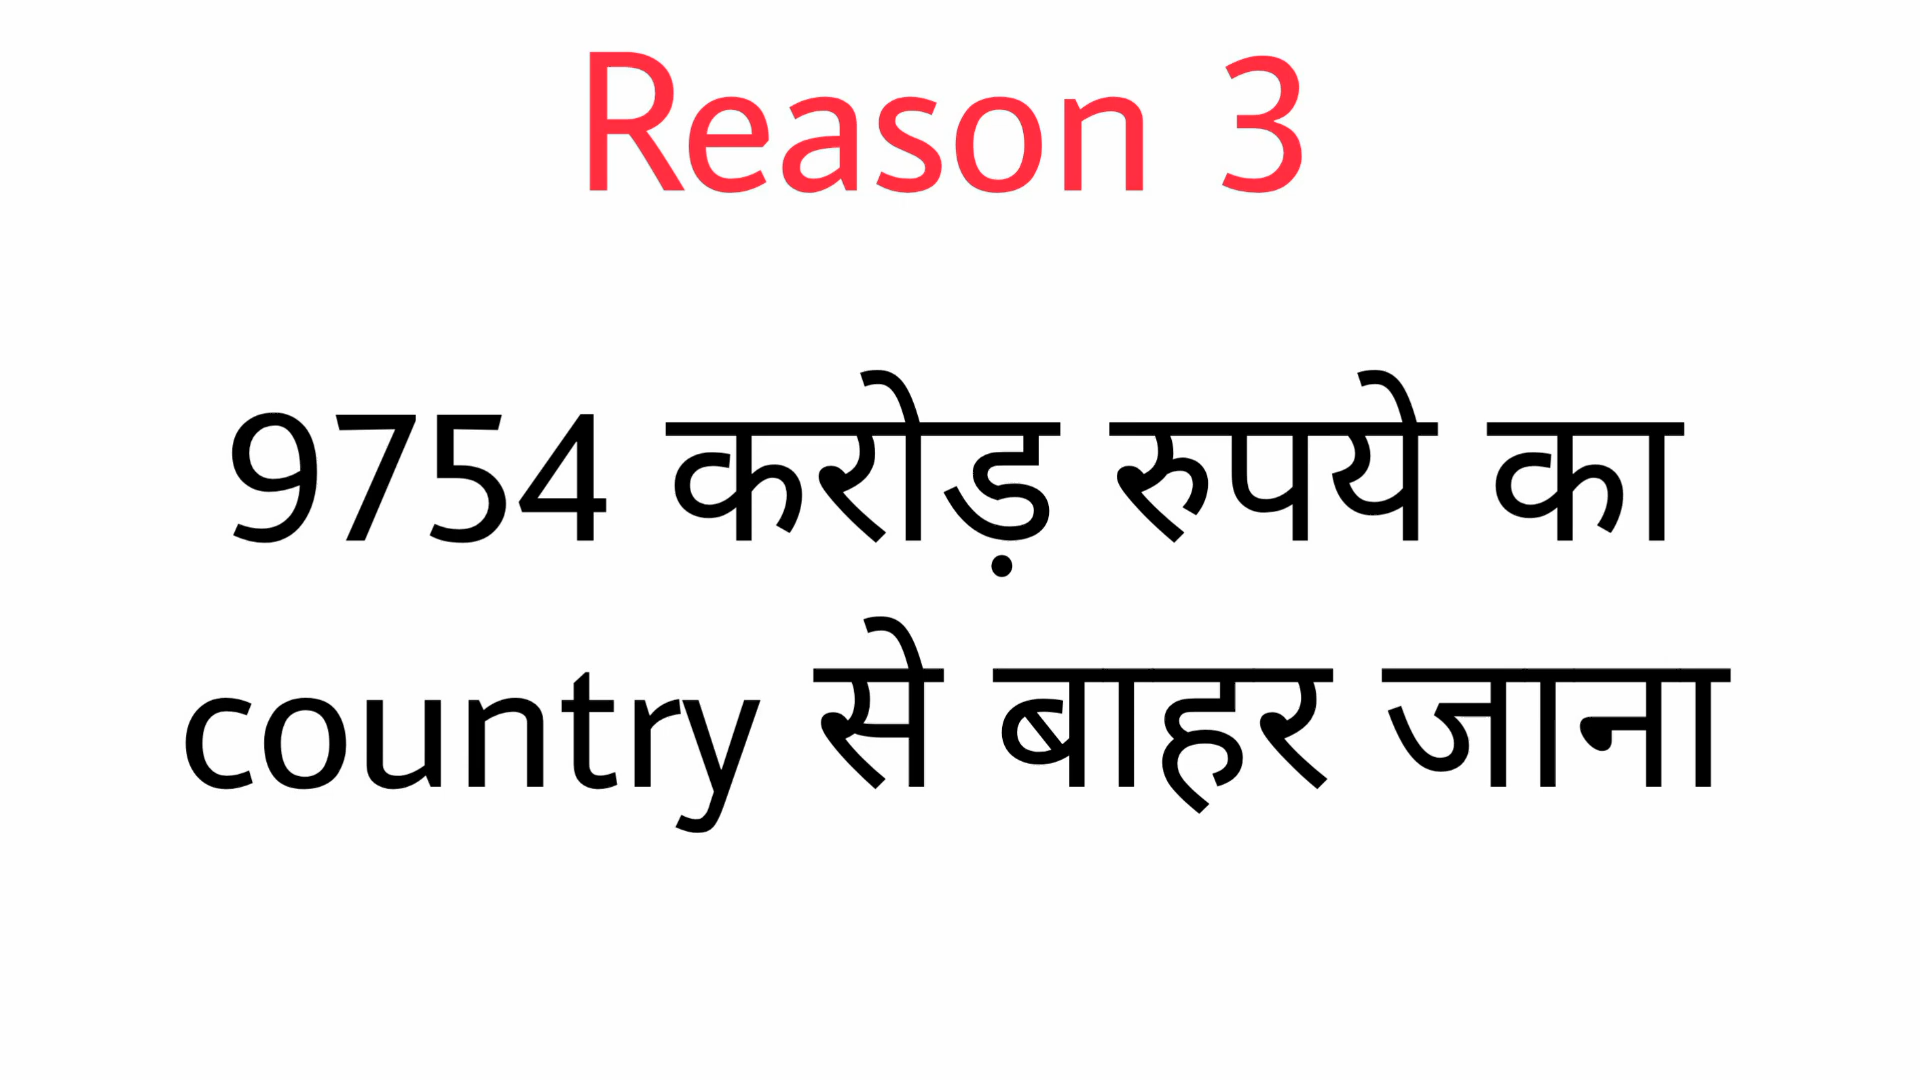 Reason 3
9754 करोड़ रुपये का
country से बाहर जाना